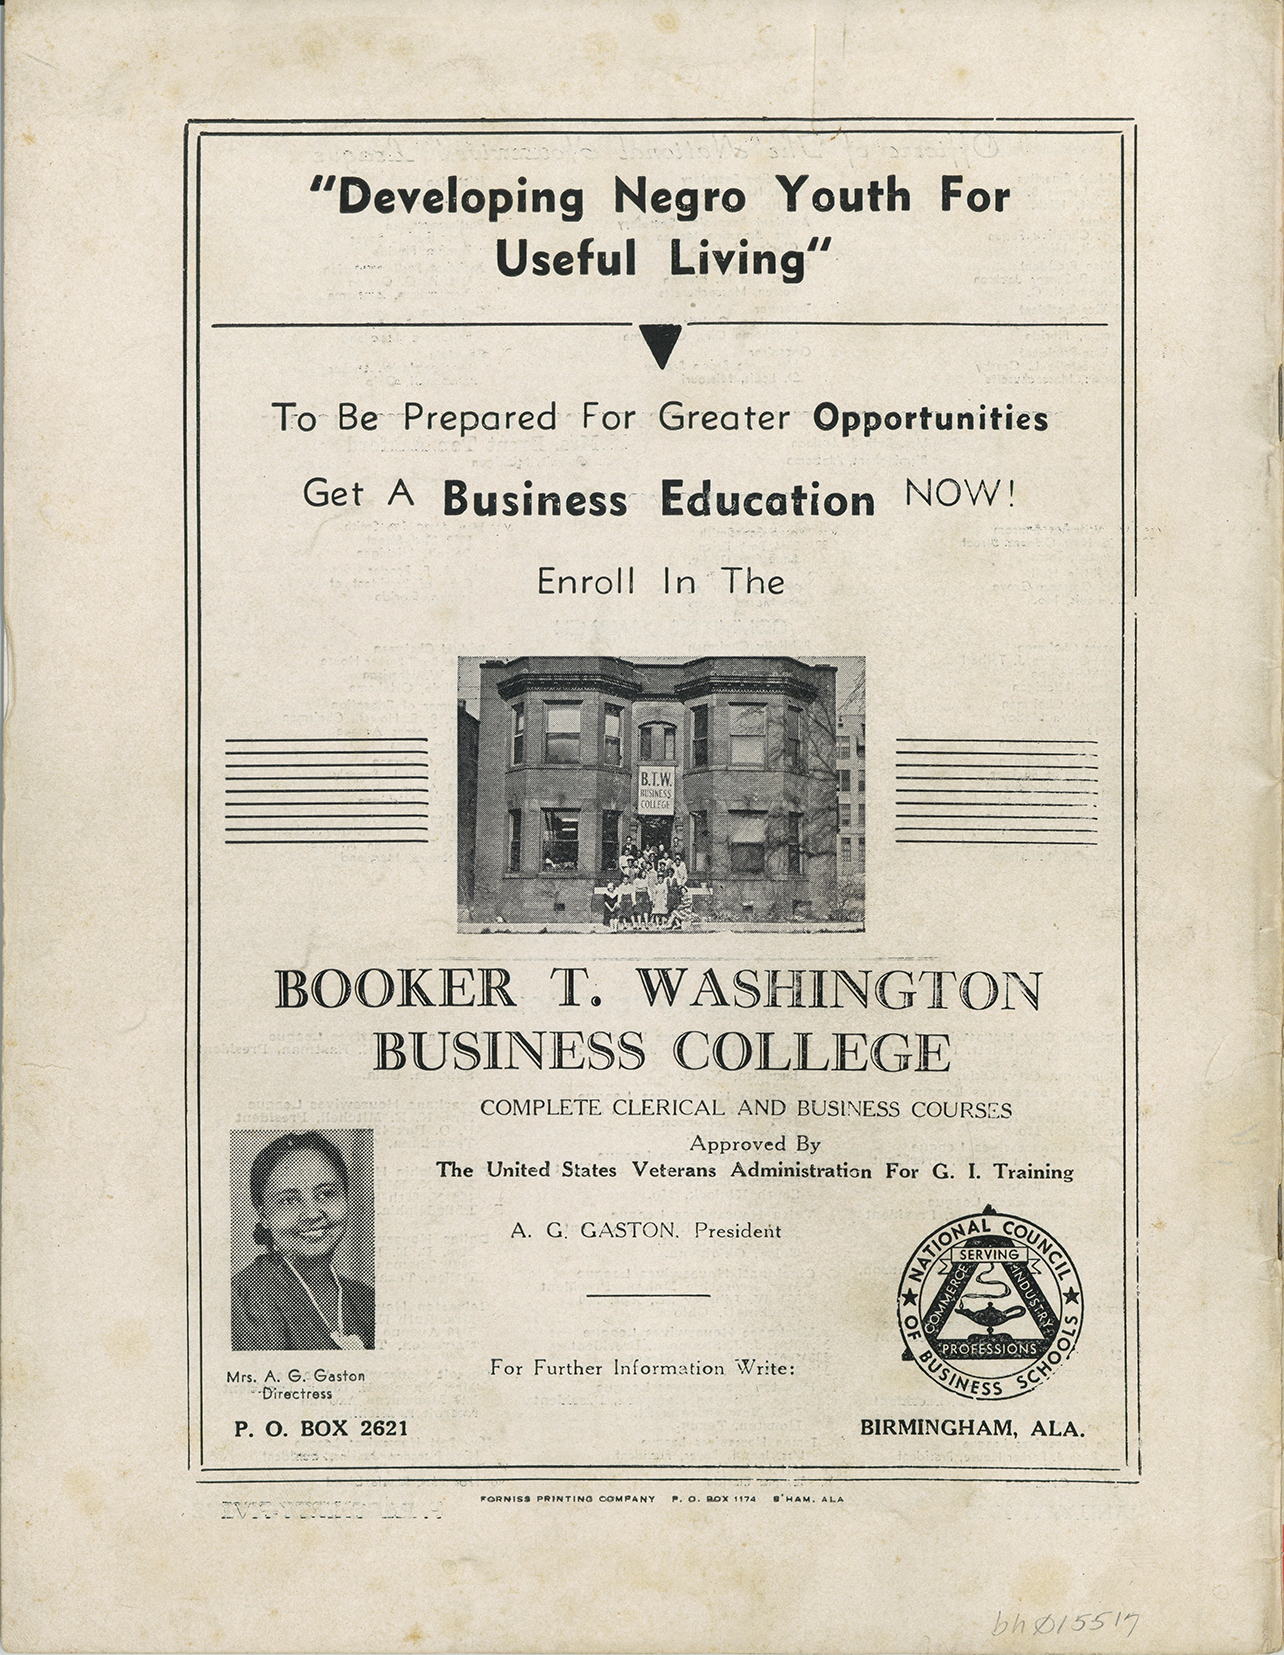 "Developing Negro Youth For
Useful Living"
To Be Prepared For Greater Opportunities
Get A Business Education NOW!
Enroll In The
B.T.W.
BUSINESS
COLLEGE
BOOKER T. WASHINGTON
BUSINESS COLLEGE
COMPLETE CLERICAL AND BUSINESS COURSES
Approved By
The United States Veterans Administration For G. I. Training
A. G. GASTON. President
NATIONAL COUNCIL
OF BUSINESS SCHOOLS
SERVING
COMMERCE
INDUSTRY
PROFESSIONS
For Further Information Write:
Mrs. A. G. Gaston
Directress
P. O. BOX 2621
BIRMINGHAM, ALA.
FORNISS PRINTING COMPANY P. O. BOX 1174 B'HAM, ALA
bh015517